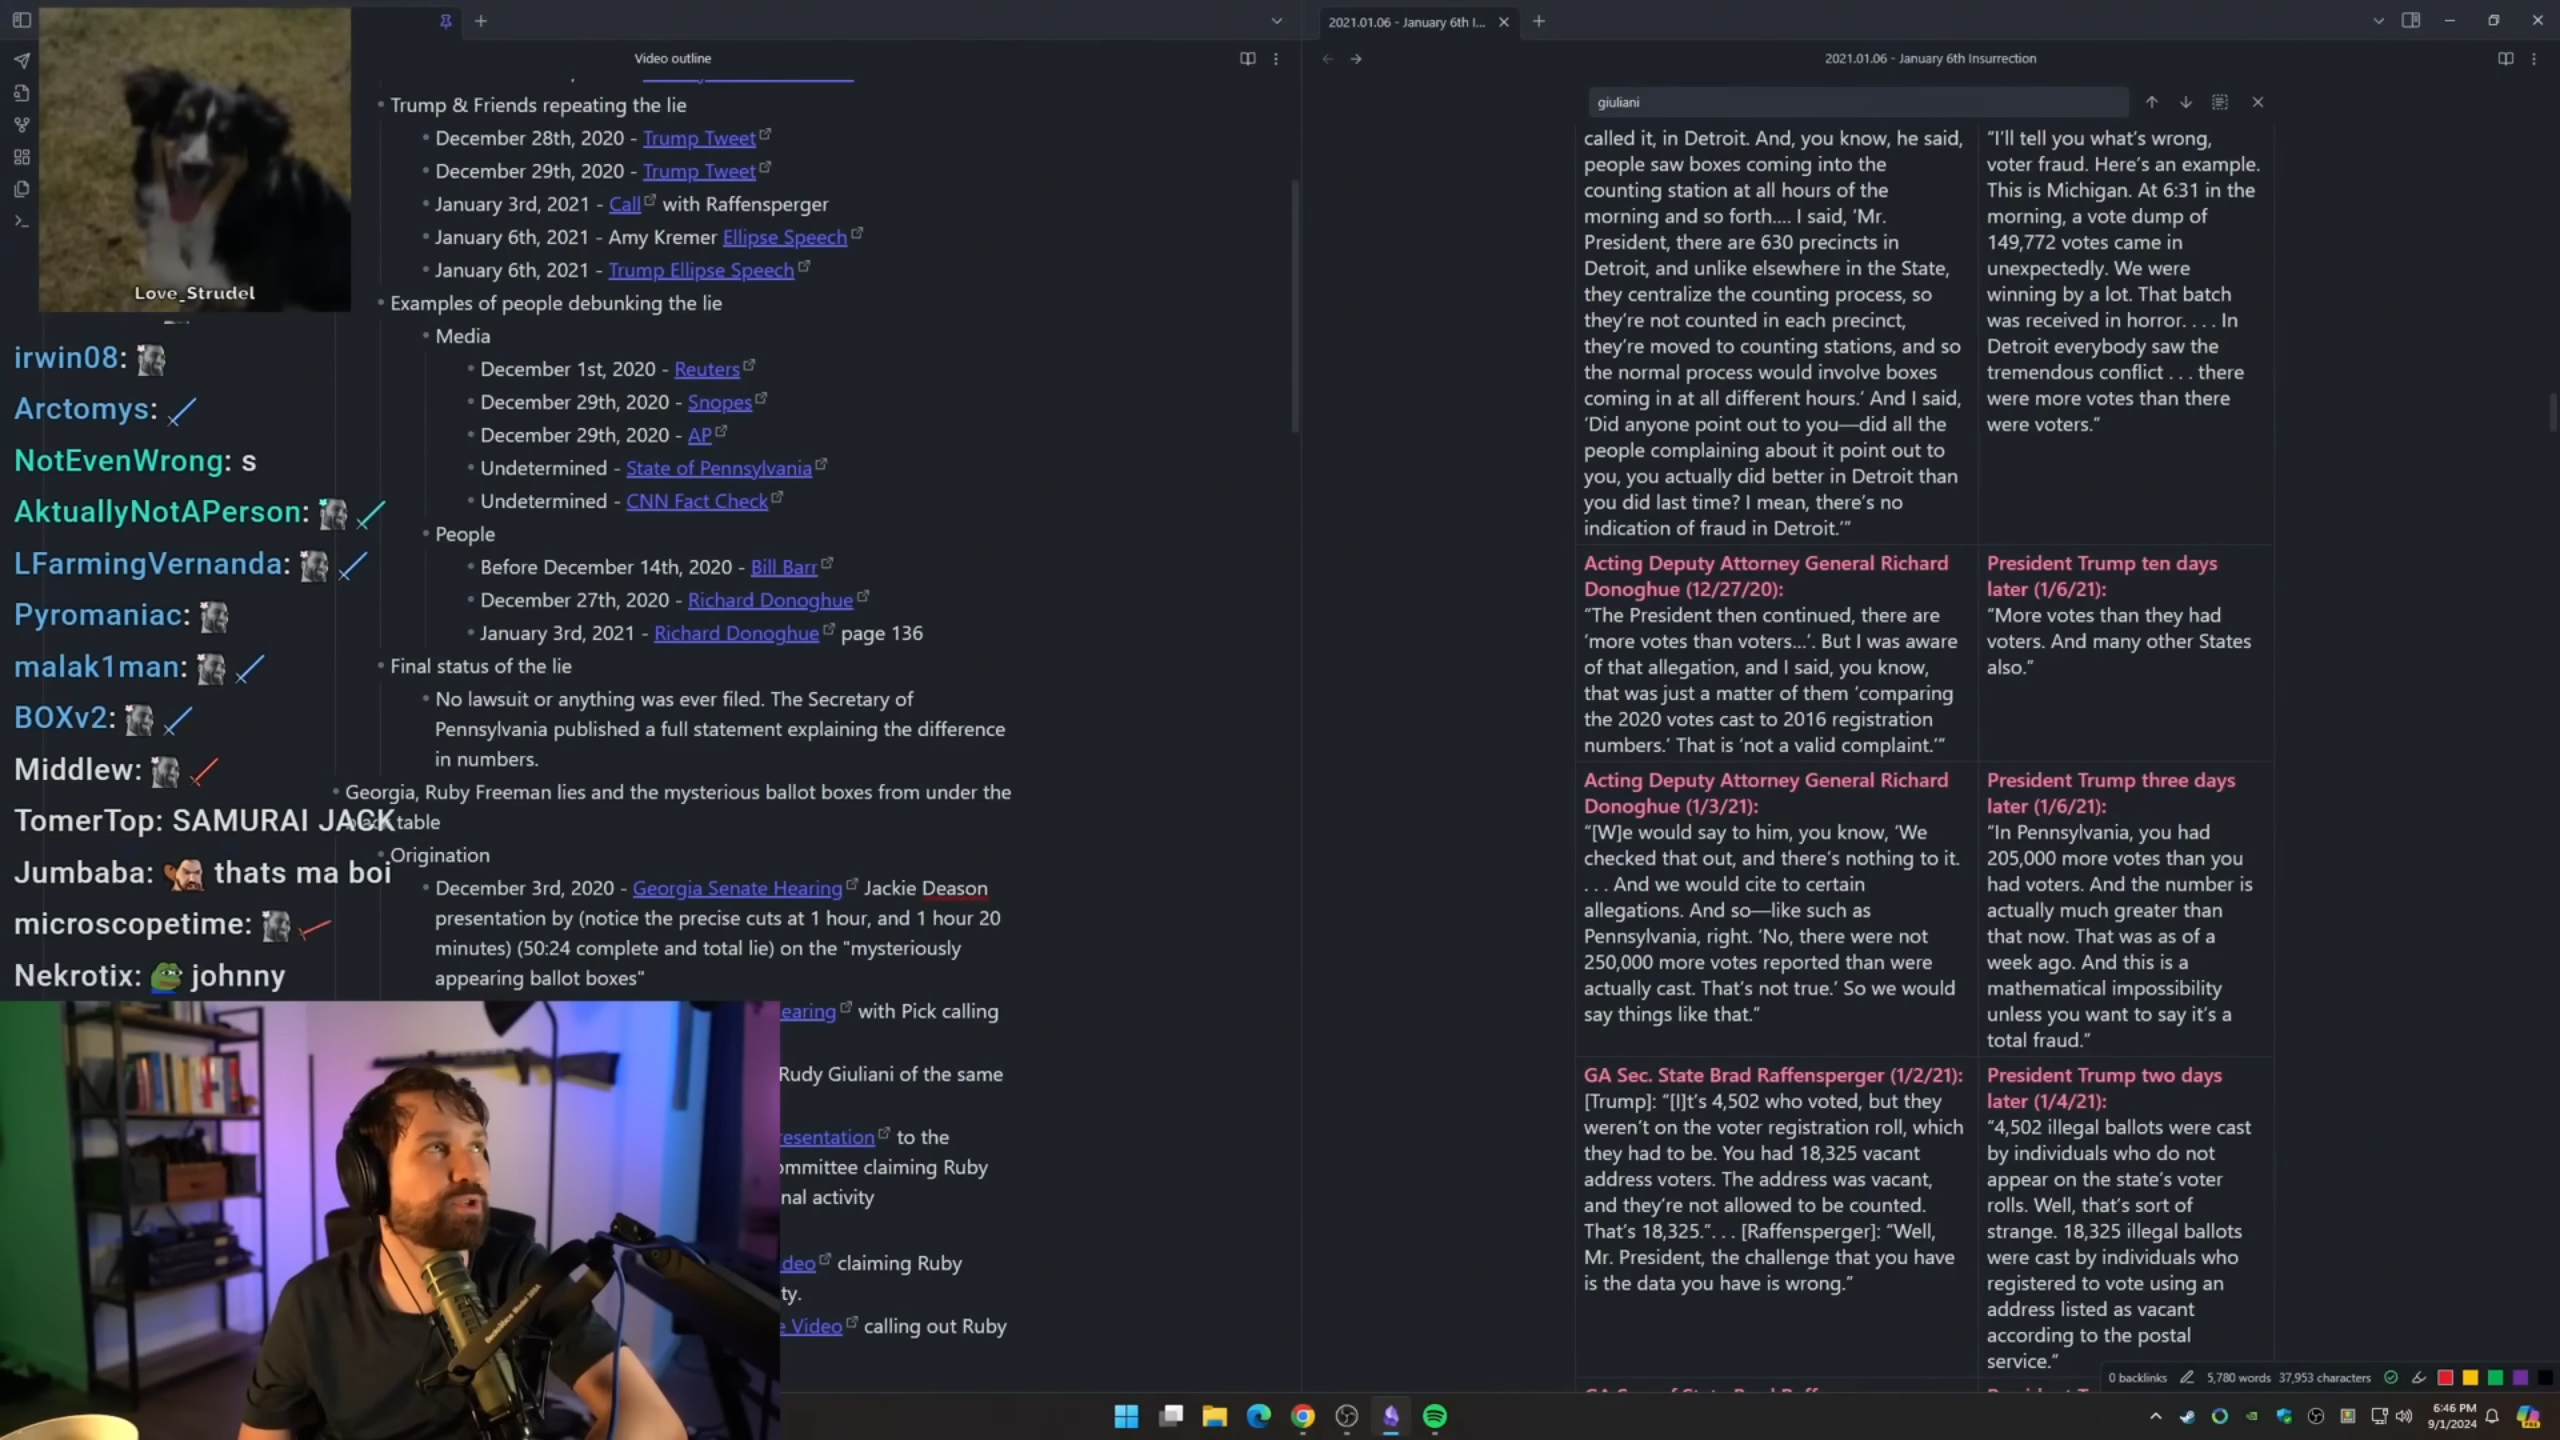 Video outline
Trump & Friends repeating the lie
December 28th, 2020 - Trump Tweet
December 29th, 2020 - Trump Tweet
January 3rd, 2021 - Call with Raffensperger
January 6th, 2021 - Amy Kremer Ellipse Speech
January 6th, 2021 - Trump Ellipse Speech
Examples of people debunking the lie
Media
December 1st, 2020 - Reuters
December 29th, 2020 - Snopes
December 29th, 2020 - AP
Undetermined - State of Pennsylvania
Undetermined - CNN Fact Check
People
Before December 14th, 2020 - Bill Barr
December 27th, 2020 - Richard Donoghue
January 3rd, 2021 - Richard Donoghue page 136
Final status of the lie
No lawsuit or anything was ever filed. The Secretary of
Pennsylvania published a full statement explaining the difference
in numbers.
Georgia, Ruby Freeman lies and the mysterious ballot boxes from under the
table
Origination
December 3rd, 2020 - Georgia Senate Hearing Jackie Deason
presentation by (notice the precise cuts at 1 hour, and 1 hour 20
minutes) (50:24 complete and total lie) on the "mysteriously
appearing ballot boxes"
earing with Pick calling
Rudy Giuliani of the same
resentation to the
ommittee claiming Ruby
nal activity
deo claiming Ruby
ty.
e Video calling out Ruby
Love_Strudel
irwin08:
Arctomys:
NotEvenWrong: s
AktuallyNotAPerson:
LFarmingVernanda:
Pyromaniac:
malak1man:
BOXv2:
Middlew:
TomerTop: SAMURAI JACK
Jumbaba: thats ma boi
microscopetime:
Nekrotix: johnny
2021.01.06 - January 6th I...
2021.01.06 - January 6th Insurrection
giuliani
called it, in Detroit. And, you know, he said,
people saw boxes coming into the
counting station at all hours of the
morning and so forth.... I said, ‘Mr.
President, there are 630 precincts in
Detroit, and unlike elsewhere in the State,
they centralize the counting process, so
they’re not counted in each precinct,
they’re moved to counting stations, and so
the normal process would involve boxes
coming in at all different hours.’ And I said,
‘Did anyone point out to you—did all the
people complaining about it point out to
you, you actually did better in Detroit than
you did last time? I mean, there’s no
indication of fraud in Detroit.’”
“I’ll tell you what’s wrong,
voter fraud. Here’s an example.
This is Michigan. At 6:31 in the
morning, a vote dump of
149,772 votes came in
unexpectedly. We were
winning by a lot. That batch
was received in horror. . . . In
Detroit everybody saw the
tremendous conflict . . . there
were more votes than there
were voters.”
Acting Deputy Attorney General Richard
Donoghue (12/27/20):
“The President then continued, there are
‘more votes than voters...’. But I was aware
of that allegation, and I said, you know,
that was just a matter of them ‘comparing
the 2020 votes cast to 2016 registration
numbers.’ That is ‘not a valid complaint.’”
President Trump ten days
later (1/6/21):
“More votes than they had
voters. And many other States
also.”
Acting Deputy Attorney General Richard
Donoghue (1/3/21):
“[W]e would say to him, you know, ‘We
checked that out, and there’s nothing to it.
. . . And we would cite to certain
allegations. And so—like such as
Pennsylvania, right. ‘No, there were not
250,000 more votes reported than were
actually cast. That’s not true.’ So we would
say things like that.”
President Trump three days
later (1/6/21):
“In Pennsylvania, you had
205,000 more votes than you
had voters. And the number is
actually much greater than
that now. That was as of a
week ago. And this is a
mathematical impossibility
unless you want to say it’s a
total fraud.”
GA Sec. State Brad Raffensperger (1/2/21):
[Trump]: “[I]t’s 4,502 who voted, but they
weren’t on the voter registration roll, which
they had to be. You had 18,325 vacant
address voters. The address was vacant,
and they’re not allowed to be counted.
That’s 18,325.”. . . [Raffensperger]: “Well,
Mr. President, the challenge that you have
is the data you have is wrong.”
President Trump two days
later (1/4/21):
“4,502 illegal ballots were cast
by individuals who do not
appear on the state’s voter
rolls. Well, that’s sort of
strange. 18,325 illegal ballots
were cast by individuals who
registered to vote using an
address listed as vacant
according to the postal
service.”
0 backlinks 5,780 words 37,953 characters
6:46 PM
9/1/2024